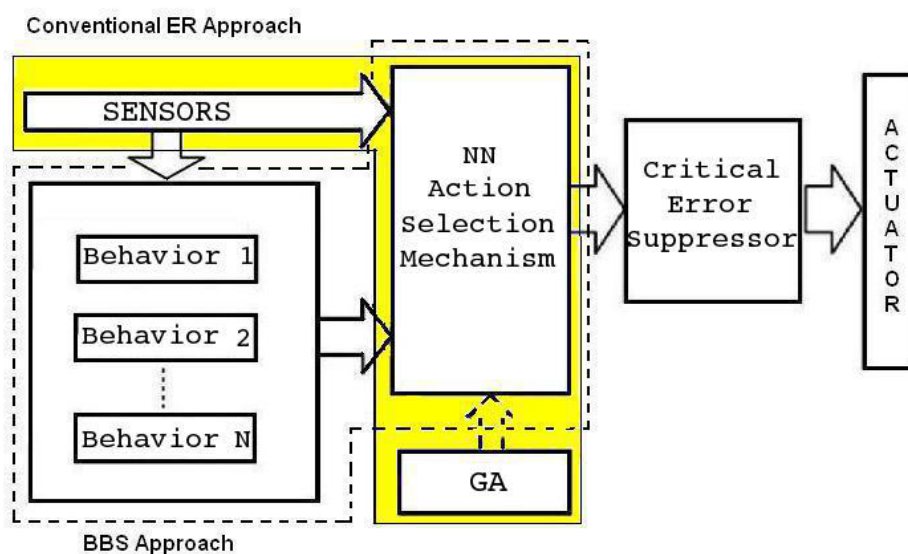 Conventional ER Approach
SENSORS
NN
Action
Selection
Mechanism
Critical
Error
Suppressor
ACTUATOR
Behavior 1
Behavior 2
Behavior N
GA
BBS Approach